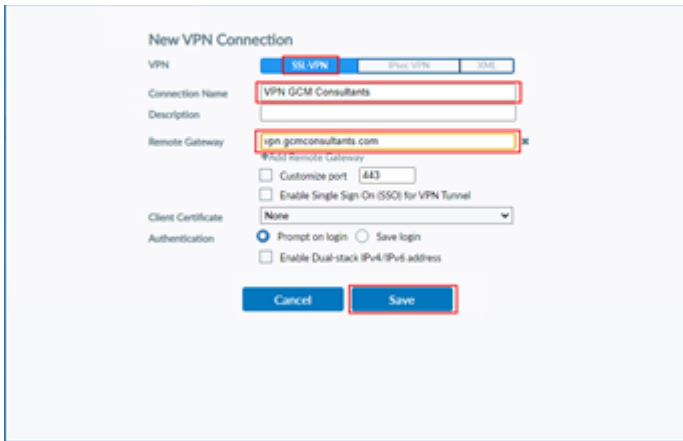 New VPN Connection
VPN SSL-VPN IPsec VPN XML
Connection Name VPN GCM Consultants
Description
Remote Gateway vpn.gcmconsultants.com
+Add Remote Gateway
Customize port 443
Enable Single Sign On (SSO) for VPN Tunnel
Client Certificate None
Authentication Prompt on login Save login
Enable Dual-stack IPv4/IPv6 address
Cancel Save